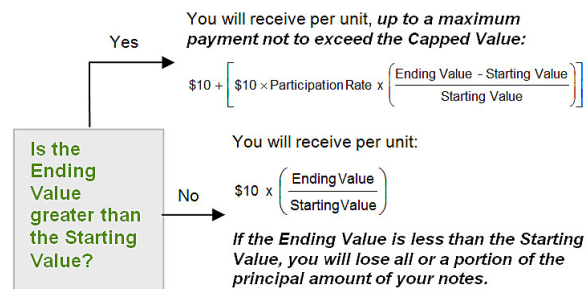 You will receive per unit, up to a maximum
payment not to exceed the Capped Value:
Yes
$10 + [ $10 × Participation Rate x ( Ending Value - Starting Value / Starting Value ) ]
Is the
Ending
Value
greater than
the Starting
Value?
No
You will receive per unit:
$10 x ( Ending Value / Starting Value )
If the Ending Value is less than the Starting
Value, you will lose all or a portion of the
principal amount of your notes.